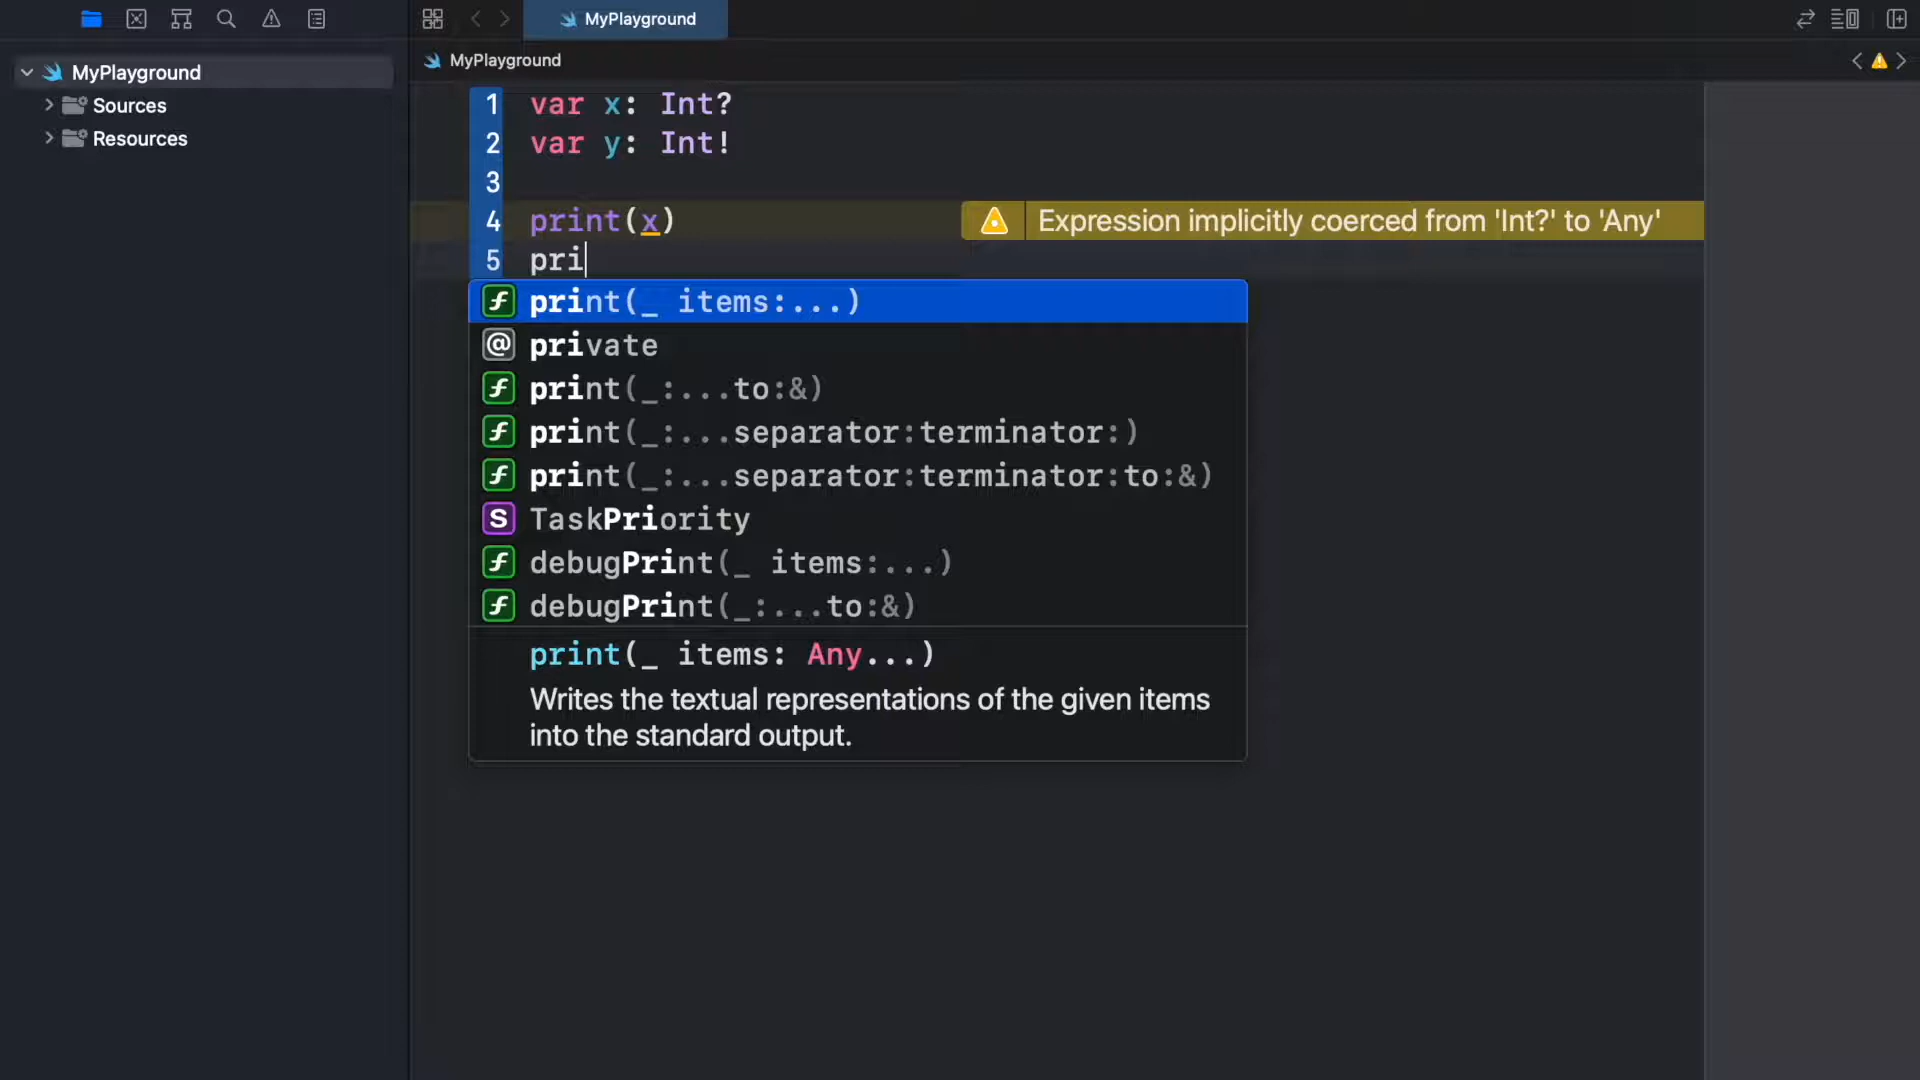 MyPlayground
MyPlayground
MyPlayground
Sources
Resources
1 var x: Int?
2 var y: Int!
3
4 print(x)
Expression implicitly coerced from 'Int?' to 'Any'
5 pri
print(_ items:...)
@ private
print(_:...to:&)
print(_:...separator:terminator:)
print(_:...separator:terminator:to:&)
S TaskPriority
debugPrint(_ items:...)
debugPrint(_:...to:&)
print(_ items: Any...)
Writes the textual representations of the given items
into the standard output.